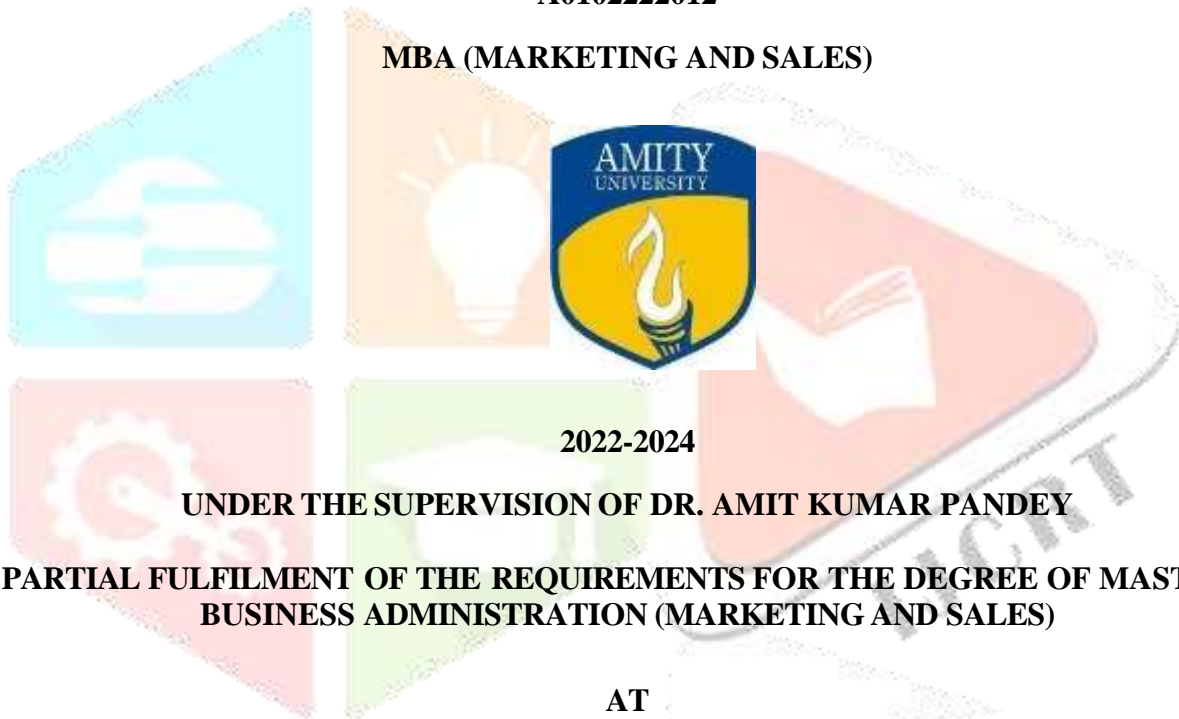 MBA (MARKETING AND SALES)
AMITY
UNIVERSITY
2022-2024
UNDER THE SUPERVISION OF DR. AMIT KUMAR PANDEY
PARTIAL FULFILMENT OF THE REQUIREMENTS FOR THE DEGREE OF MAST
BUSINESS ADMINISTRATION (MARKETING AND SALES)
AT
IJCRT